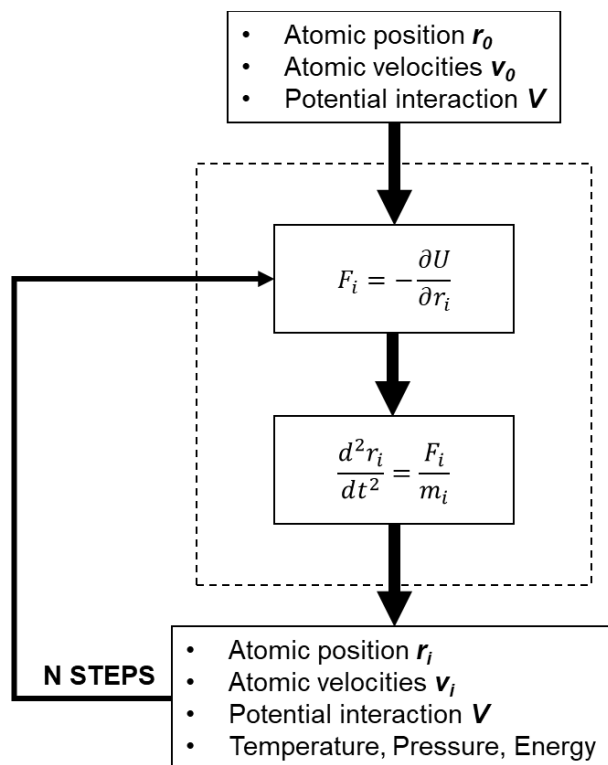 • Atomic position r₀
• Atomic velocities v₀
• Potential interaction V
Fᵢ = −∂U/∂rᵢ
d²rᵢ/dt² = Fᵢ/mᵢ
• Atomic position rᵢ
N STEPS
• Atomic velocities vᵢ
• Potential interaction V
• Temperature, Pressure, Energy